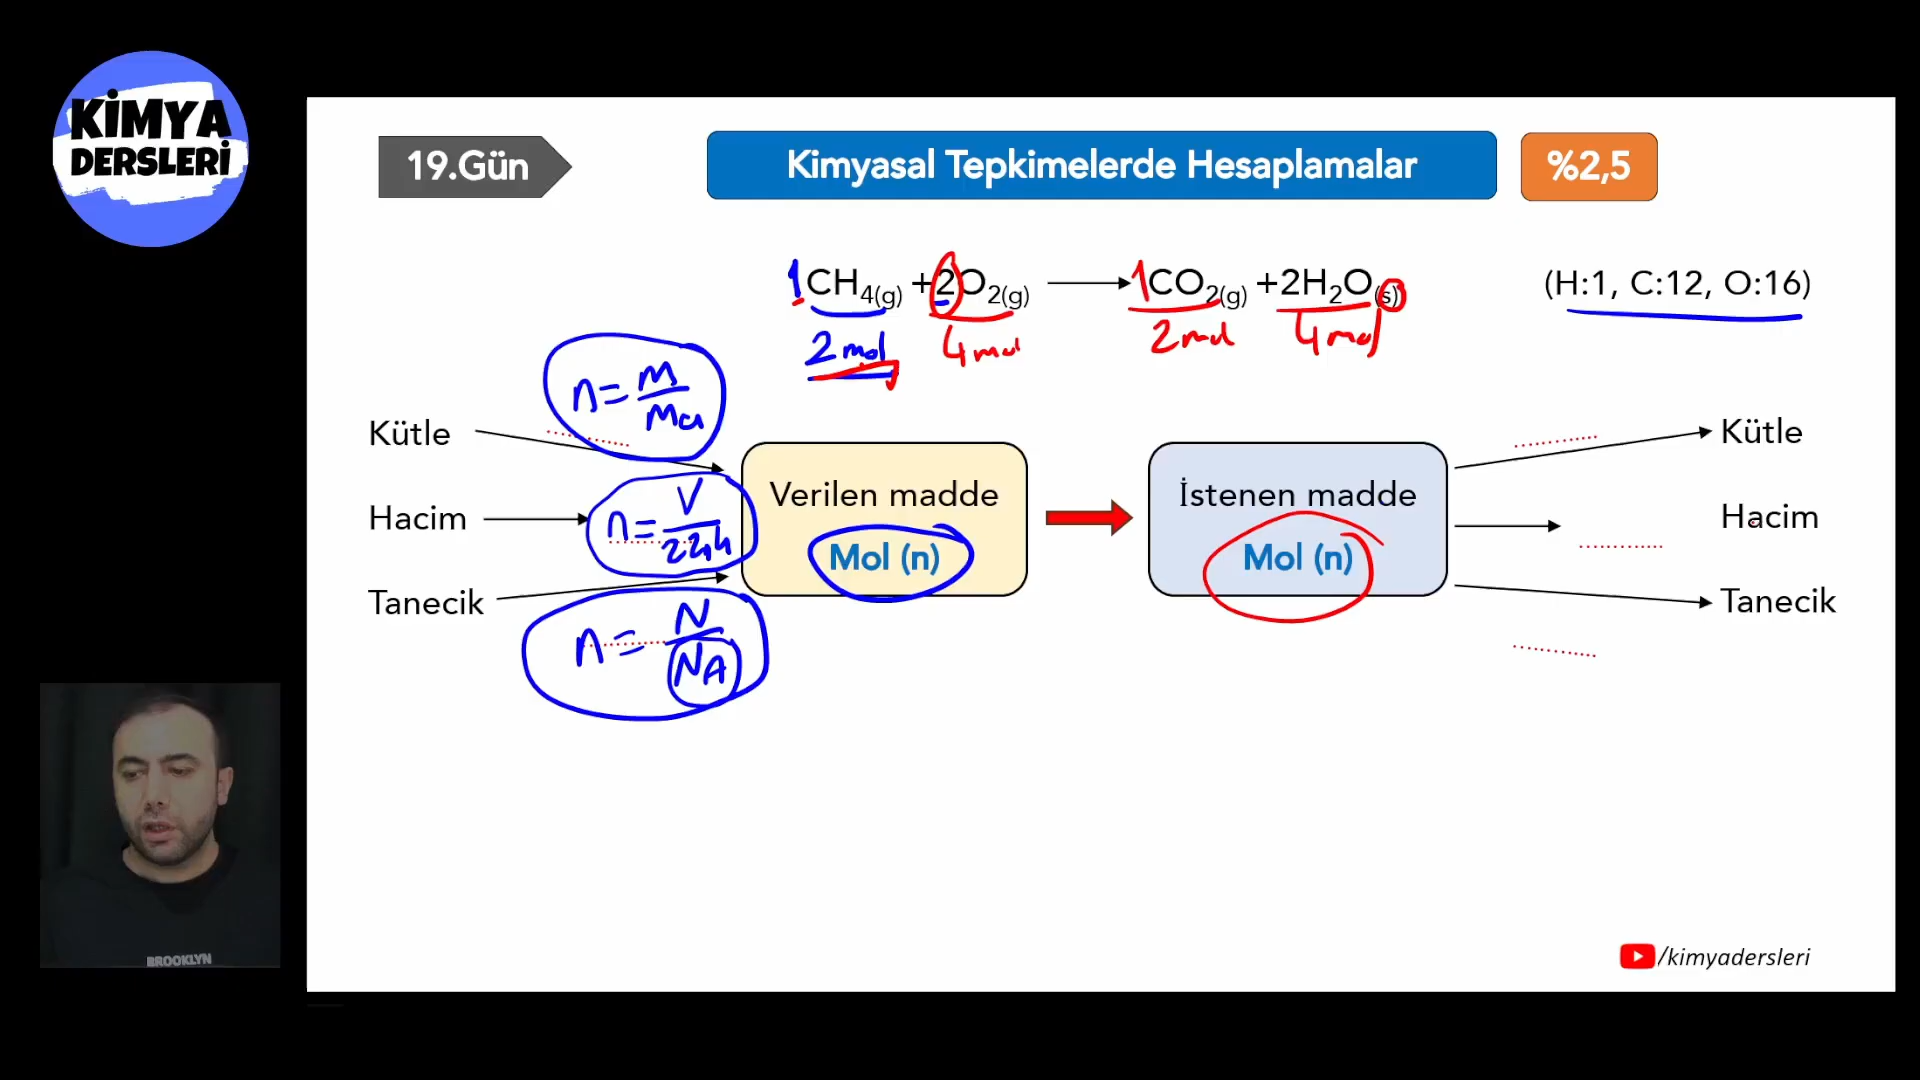 KİMYA
DERSLERİ
19.Gün
Kimyasal Tepkimelerde Hesaplamalar
%2,5
1CH4(g) + 2O2(g) → 1CO2(g) + 2H2O(s)
(H:1, C:12, O:16)
2 mol
4 mol
2 mol
4 mol
n = m/MA
Kütle
n = V/22,4
Hacim
Tanecik
n = N/NA
Verilen madde
Mol (n)
İstenen madde
Mol (n)
Kütle
Hacim
Tanecik
BROOKLYN
/kimyadersleri